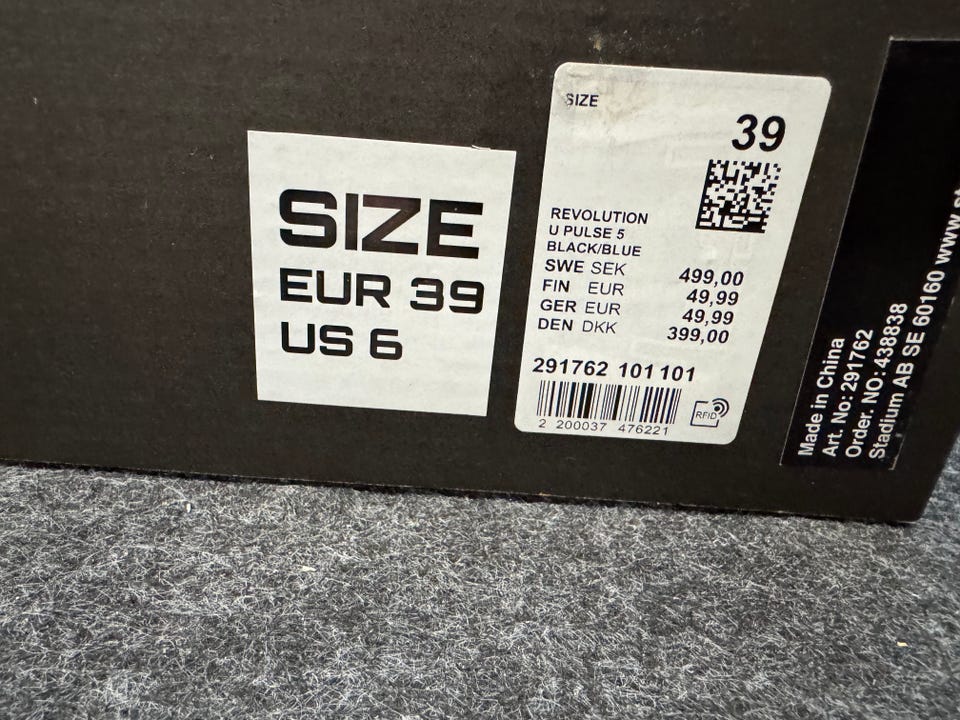 SIZE
EUR 39
US 6
SIZE
39
REVOLUTION
U PULSE 5
BLACK/BLUE
SWE SEK 499,00
FIN EUR 49,99
GER EUR 49,99
DEN DKK 399,00
291762 101 101
2 200037 476221
RFID
Made in China
Art. No: 291762
Order. NO: 438838
Stadium AB SE 60160